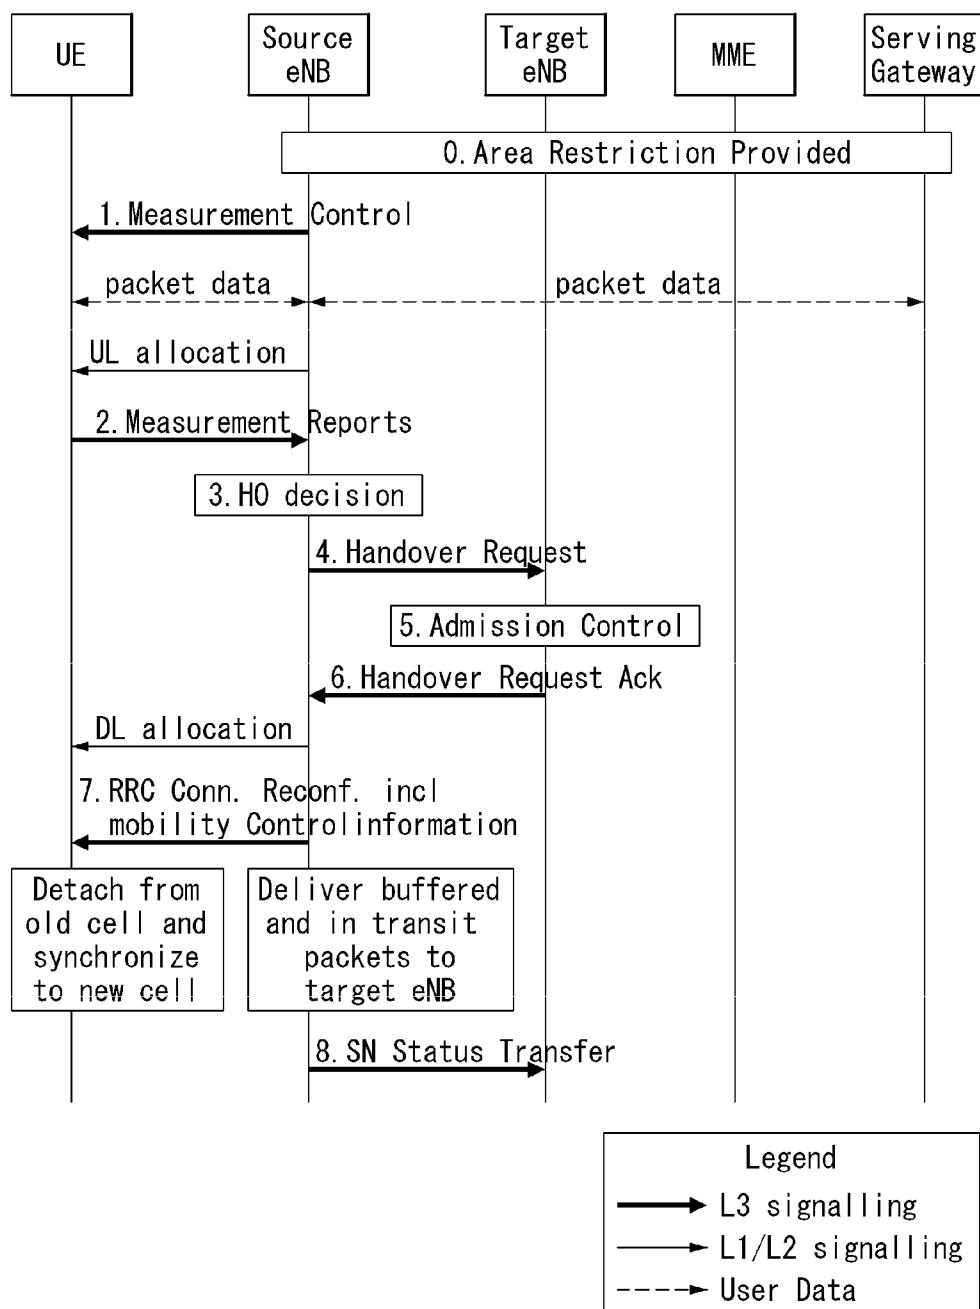 UE
Source
eNB
Target
eNB
MME
Serving
Gateway
0. Area Restriction Provided
1. Measurement Control
packet data
packet data
UL allocation
2. Measurement Reports
3. HO decision
4. Handover Request
5. Admission Control
6. Handover Request Ack
DL allocation
7. RRC Conn. Reconf. incl
mobility Controlinformation
Detach from
old cell and
synchronize
to new cell
Deliver buffered
and in transit
packets to
target eNB
8. SN Status Transfer
Legend
L3 signalling
L1/L2 signalling
User Data